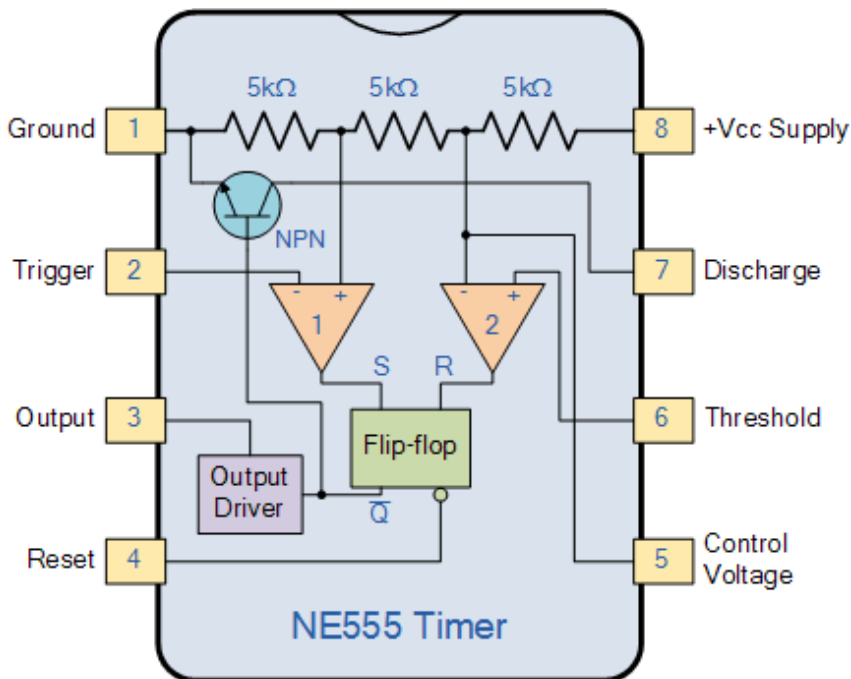 5kΩ 5kΩ 5kΩ
Ground 1
8 +Vcc Supply
NPN
Trigger 2
7 Discharge
- +
- +
1
2
S R
Output 3
6 Threshold
Flip-flop
Output
Driver
Q̅
Reset 4
5 Control
Voltage
NE555 Timer